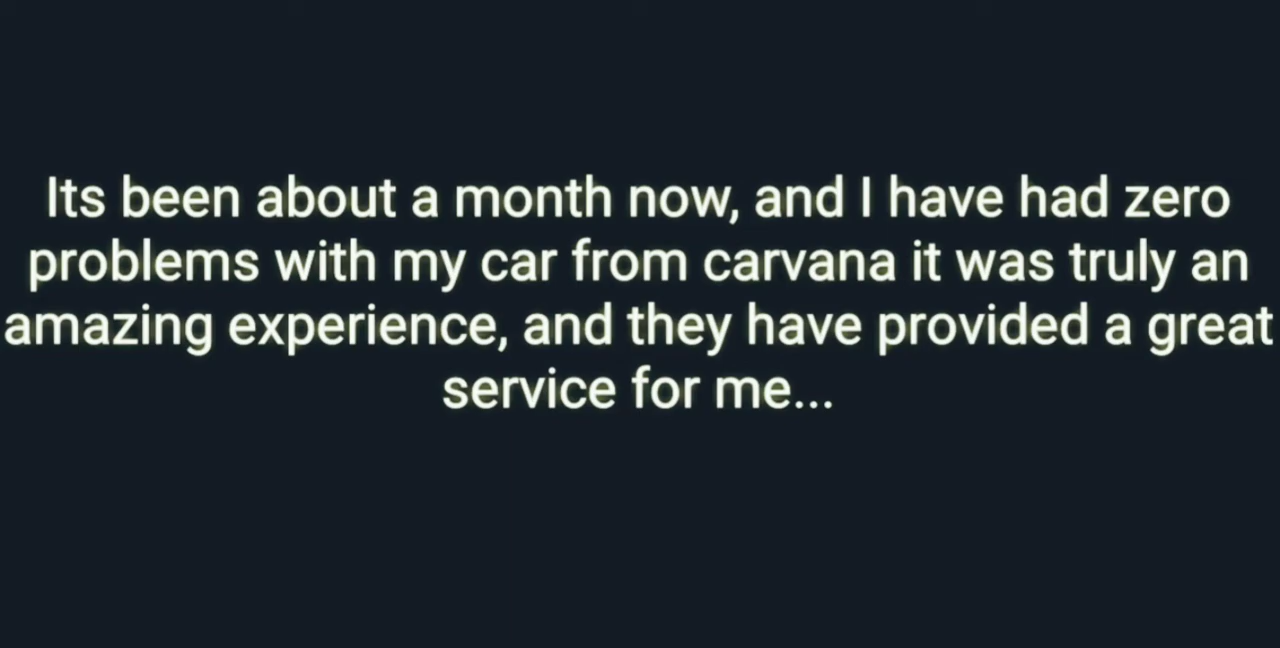 Its been about a month now, and I have had zero
problems with my car from carvana it was truly an
amazing experience, and they have provided a great
service for me...